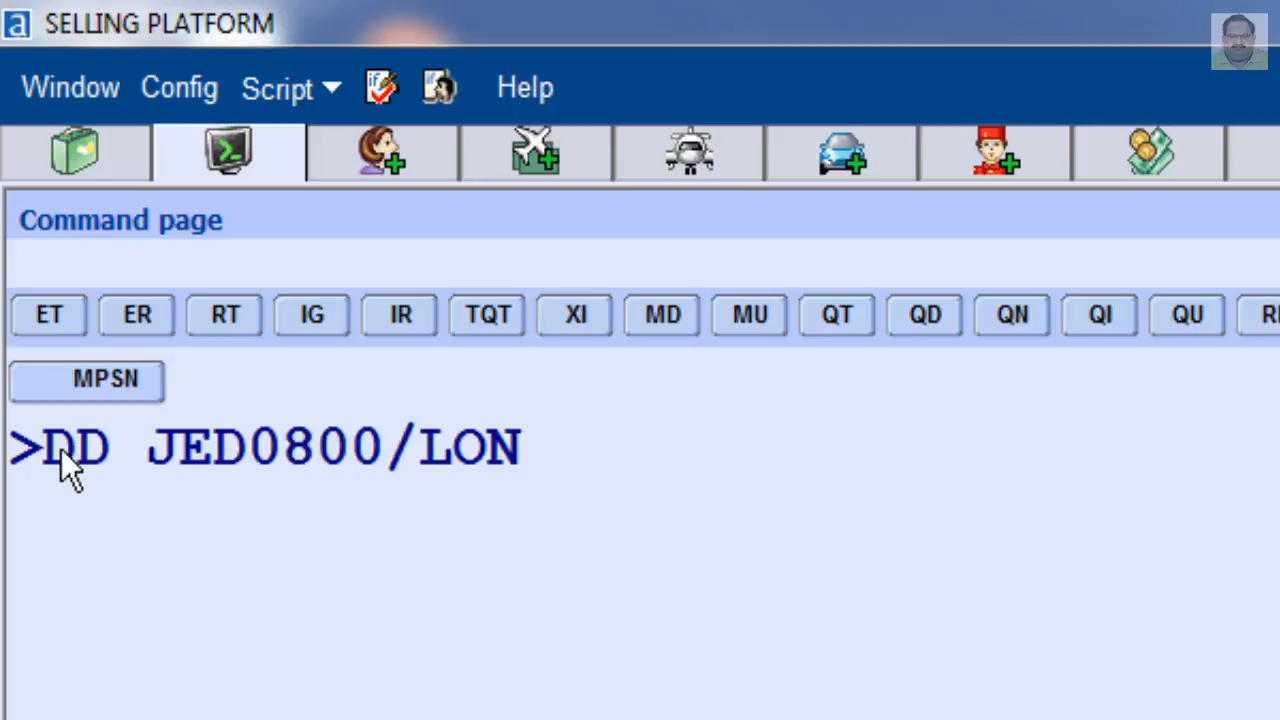 a SELLING PLATFORM
Window Config Script Help
Command page
ET ER RT IG IR TQT XI MD MU QT QD QN QI QU
MPSN
>DD JED0800/LON